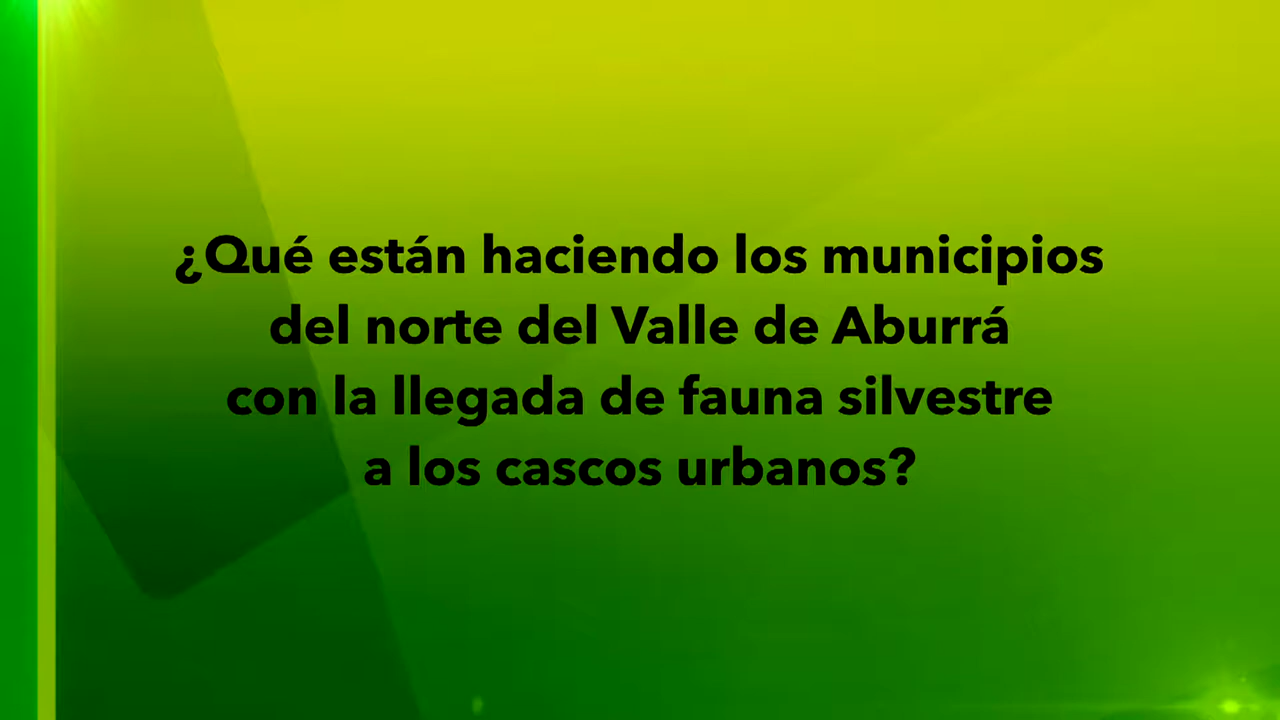 ¿Qué están haciendo los municipios
del norte del Valle de Aburrá
con la llegada de fauna silvestre
a los cascos urbanos?